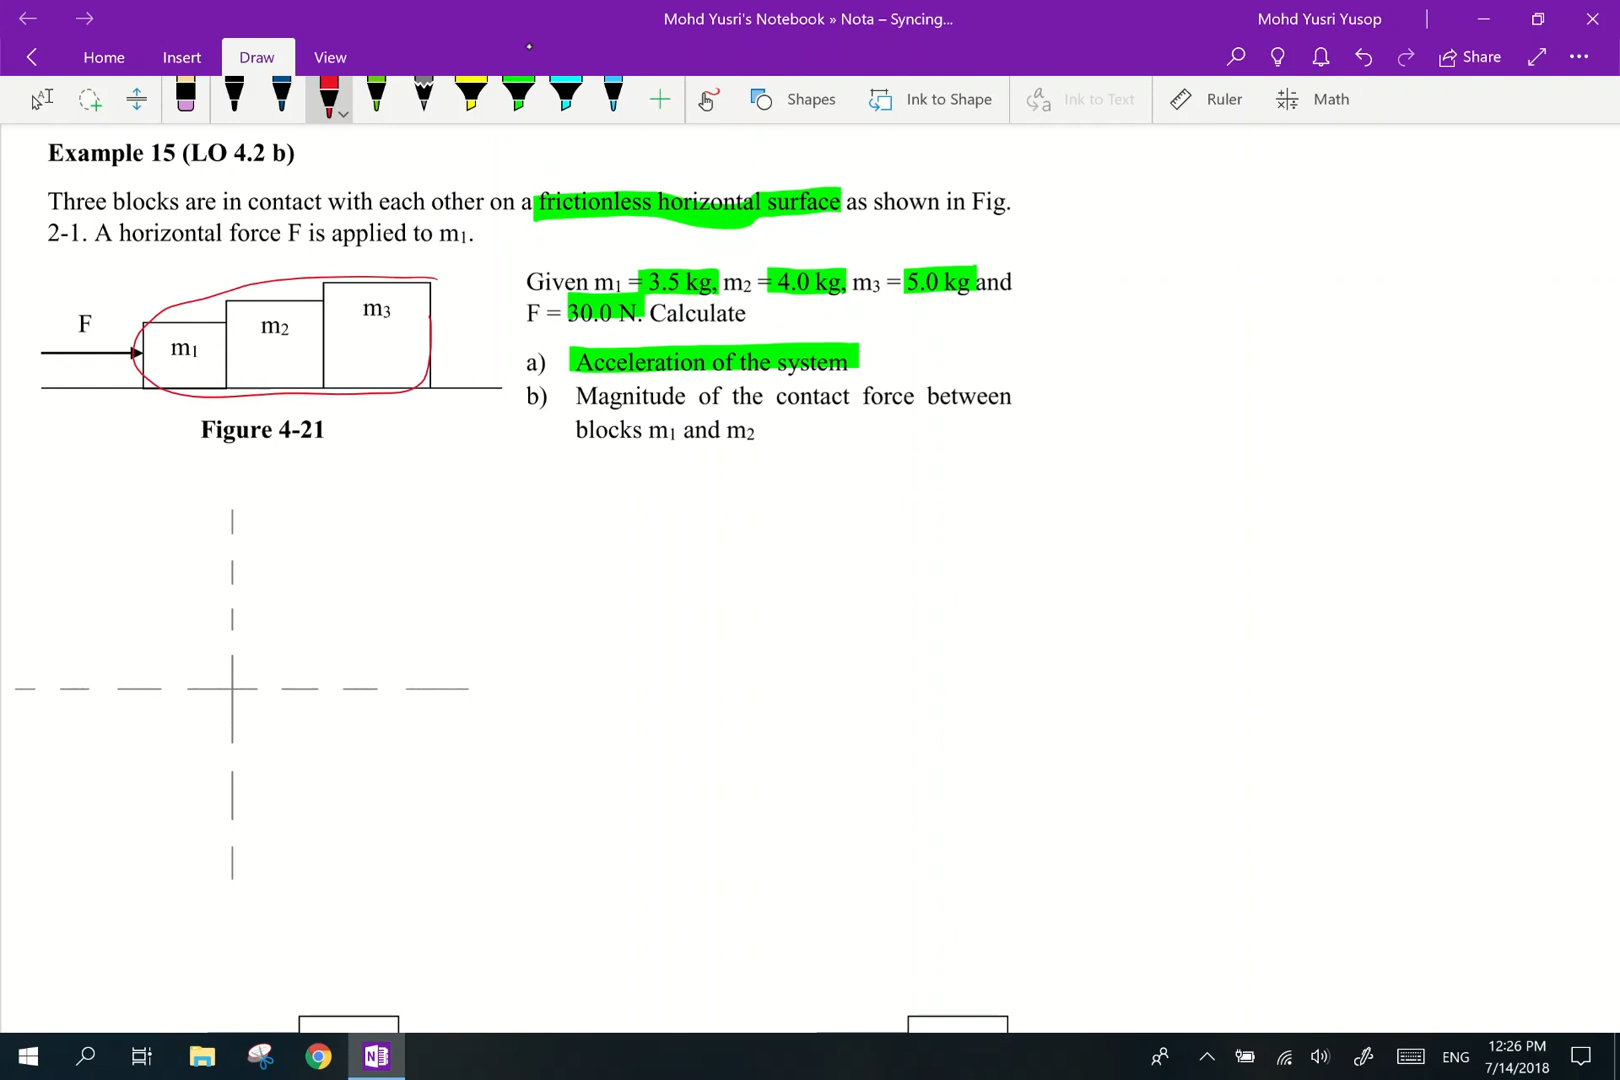 Mohd Yusri's Notebook » Nota – Syncing...
Mohd Yusri Yusop
Home
Insert
Draw
View
Share
Shapes
Ink to Shape
Ink to Text
Ruler
Math
Example 15 (LO 4.2 b)
Three blocks are in contact with each other on a frictionless horizontal surface as shown in Fig.
2-1. A horizontal force F is applied to m₁.
F
m₁
m₂
m₃
Figure 4-21
Given m₁ = 3.5 kg, m₂ = 4.0 kg, m₃ = 5.0 kg and
F = 30.0 N. Calculate
a) Acceleration of the system
b) Magnitude of the contact force between
blocks m₁ and m₂
ENG
12:26 PM
7/14/2018